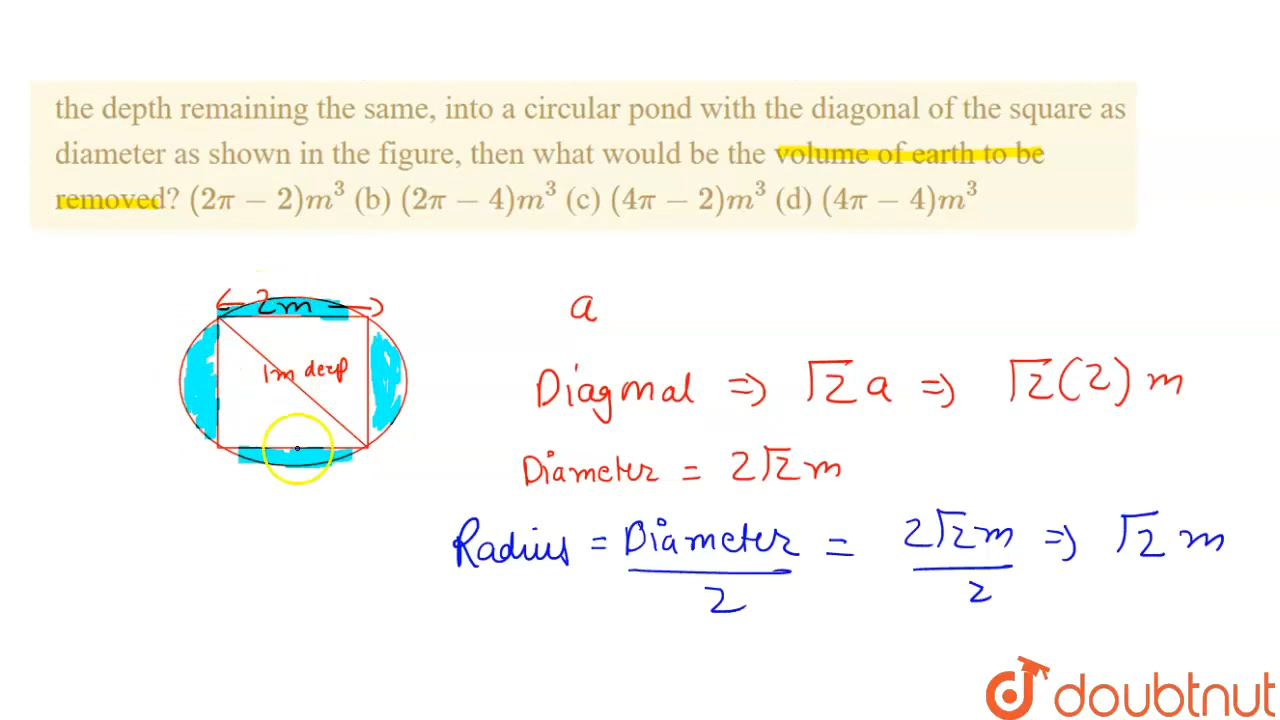 the depth remaining the same, into a circular pond with the diagonal of the square as
diameter as shown in the figure, then what would be the volume of earth to be
removed? (2π − 2)m³ (b) (2π − 4)m³ (c) (4π − 2)m³ (d) (4π − 4)m³
← 2m →
a
1m deep
Diagonal ⇒ √2 a ⇒ √2 (2) m
Diameter = 2√2 m
Radius = Diameter/2 = 2√2 m/2 ⇒ √2 m
doubtnut